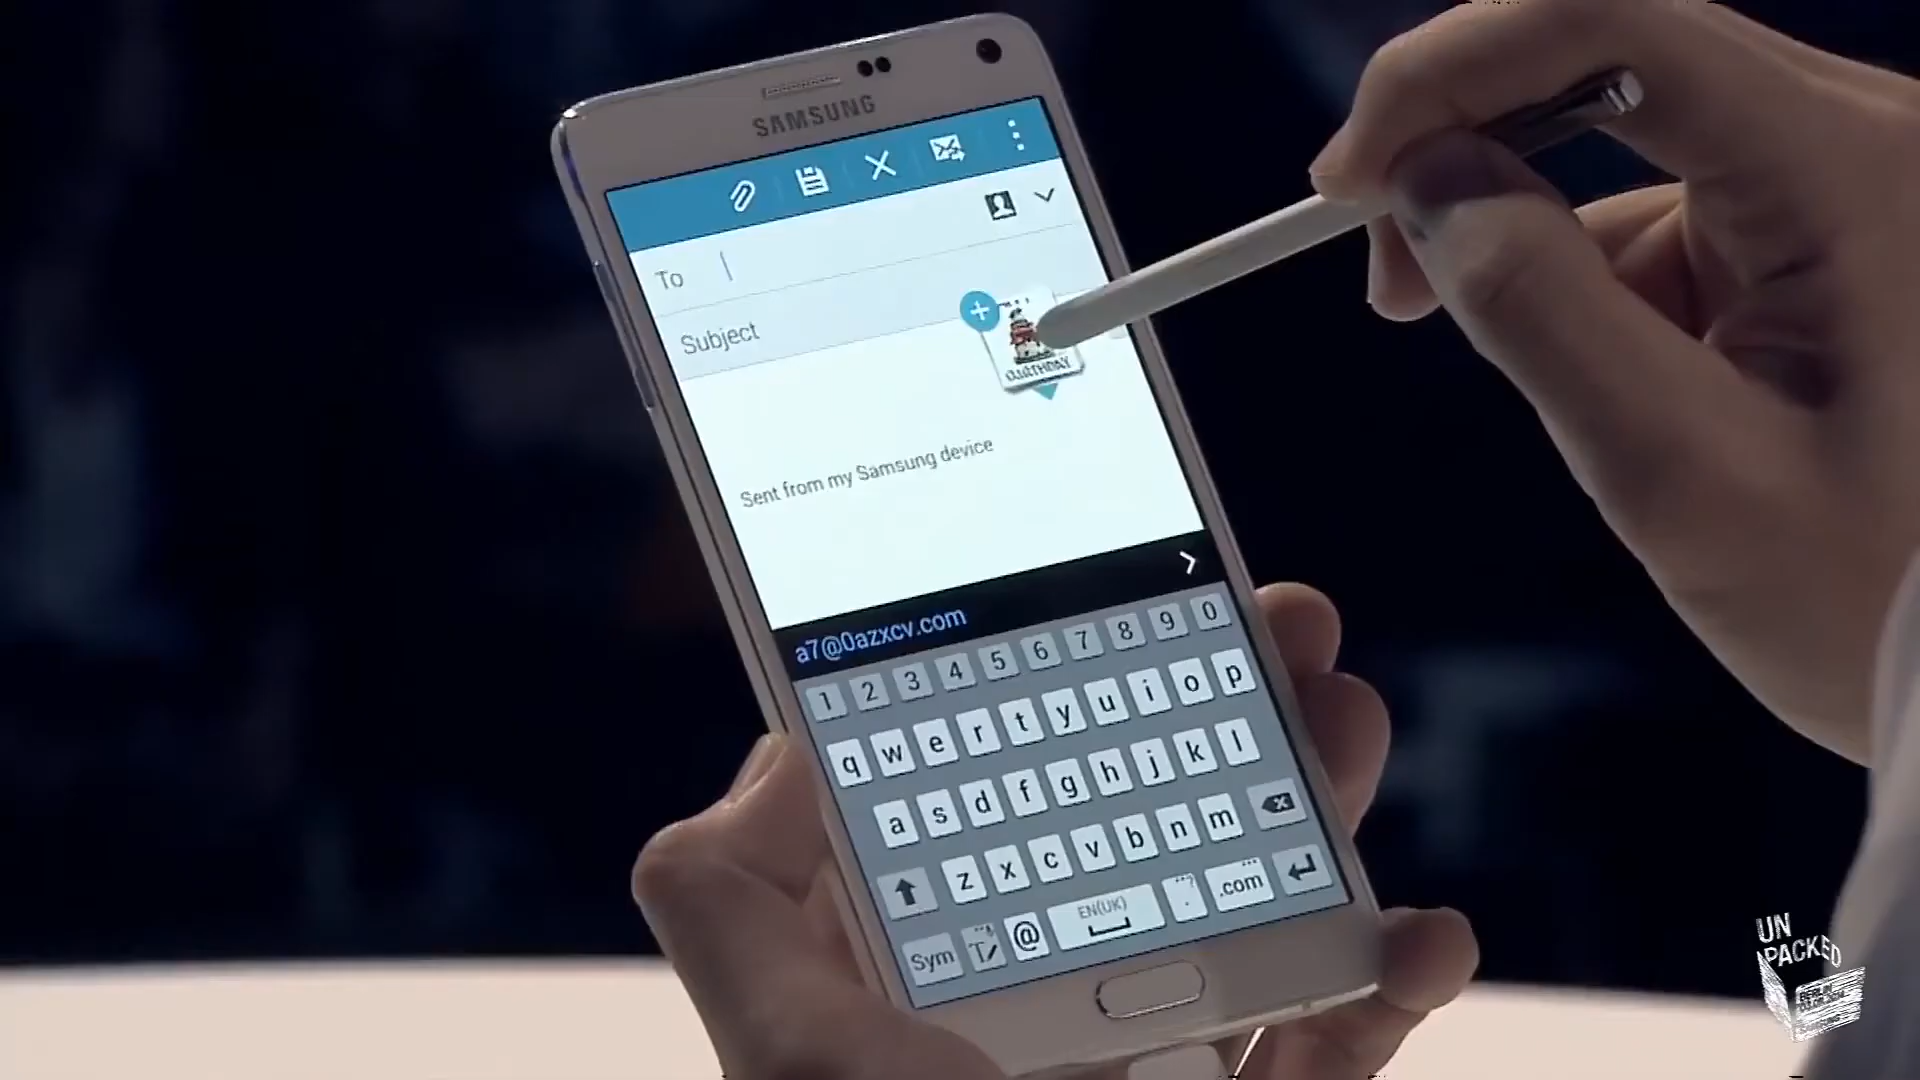 SAMSUNG
To
Subject
BIRTHDAY
Sent from my Samsung device
a7@0azxcv.com
1 2 3 4 5 6 7 8 9 0
q w e r t y u i o p
a s d f g h j k l
z x c v b n m
Sym T @ EN(UK) . .com
UN
PACKED